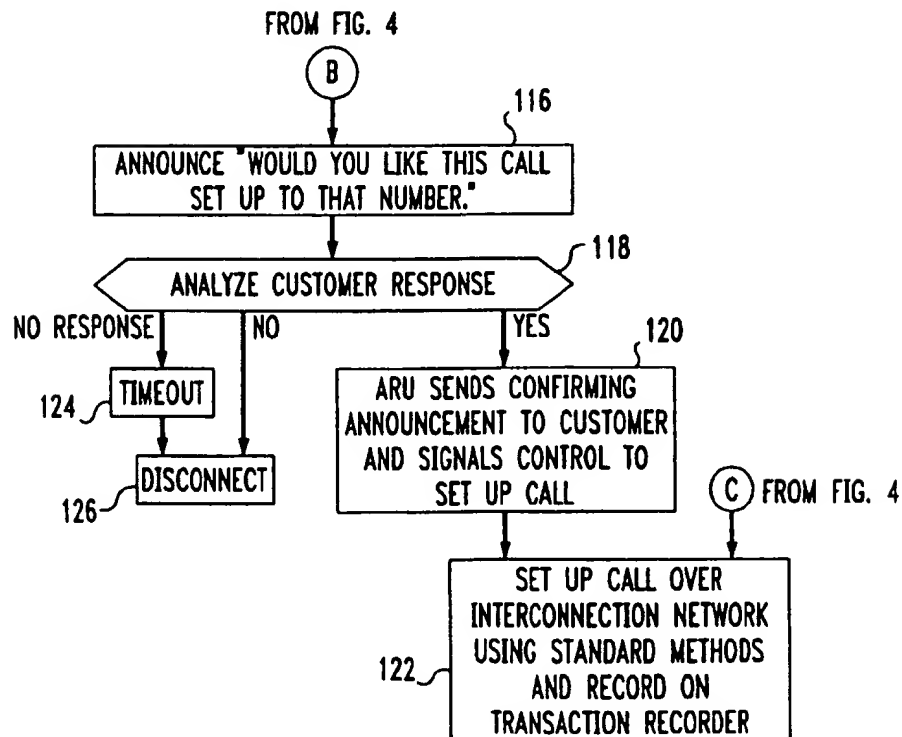 FROM FIG. 4
B
116
ANNOUNCE "WOULD YOU LIKE THIS CALL
SET UP TO THAT NUMBER."
118
ANALYZE CUSTOMER RESPONSE
NO RESPONSE
NO
YES
120
TIMEOUT
124
ARU SENDS CONFIRMING
ANNOUNCEMENT TO CUSTOMER
AND SIGNALS CONTROL TO
SET UP CALL
DISCONNECT
126
C
FROM FIG. 4
SET UP CALL OVER
INTERCONNECTION NETWORK
USING STANDARD METHODS
AND RECORD ON
TRANSACTION RECORDER
122